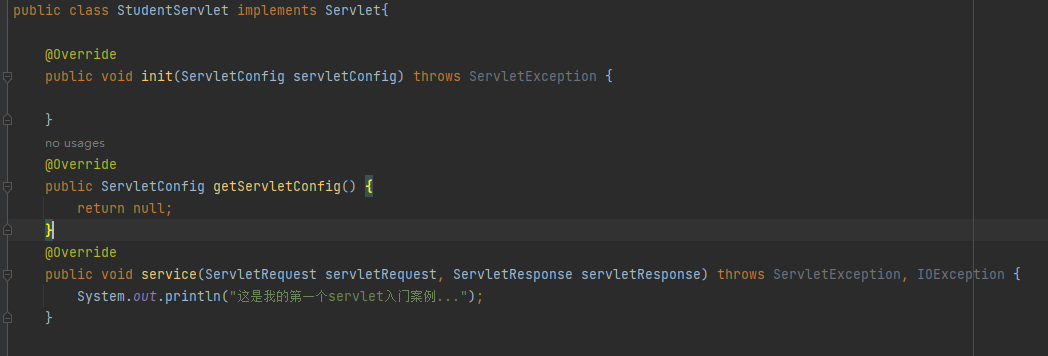 public class StudentServlet implements Servlet{
@Override
public void init(ServletConfig servletConfig) throws ServletException {
}
no usages
@Override
public ServletConfig getServletConfig() {
return null;
}
@Override
public void service(ServletRequest servletRequest, ServletResponse servletResponse) throws ServletException, IOException {
System.out.println("这是我的第一个servlet入门案例...");
}